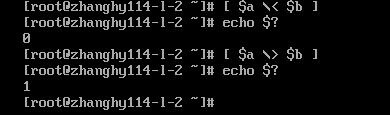 [root@zhanghy114-l-2 ~]# [ $a \< $b ]
[root@zhanghy114-l-2 ~]# echo $?
0
[root@zhanghy114-l-2 ~]# [ $a \> $b ]
[root@zhanghy114-l-2 ~]# echo $?
1
[root@zhanghy114-l-2 ~]#